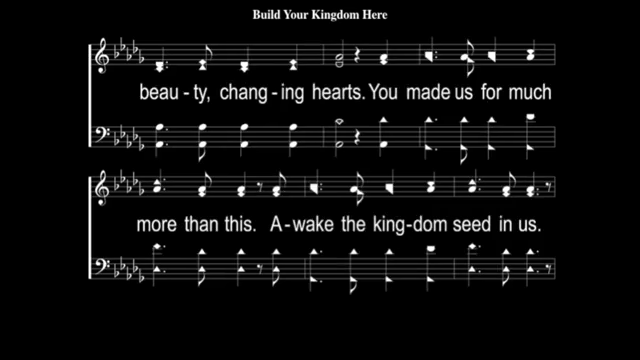 Build Your Kingdom Here
beau - ty, chang - ing hearts. You made us for much
more than this. A - wake the king - dom seed in us.